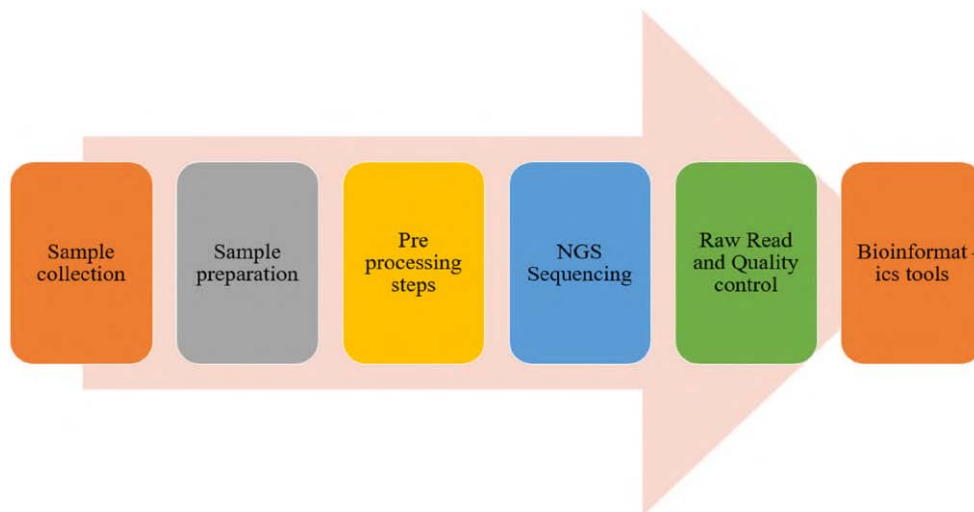 Sample
collection
Sample
preparation
Pre
processing
steps
NGS
Sequencing
Raw Read
and Quality
control
Bioinformat-
ics tools